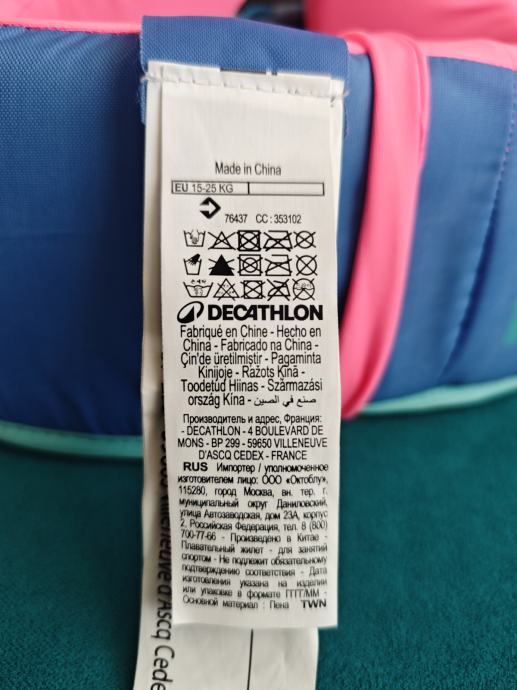 Made in China
EU 15-25 KG
76437 CC : 353102
DECATHLON
Fabriqué en Chine - Hecho en
China - Fabricado na China -
Çin'de üretilmiştir - Pagaminta
Kinijoje - Ražots Ķīnā -
Toodetud Hiinas - Származási
ország Kína - صنع في الصين
Производитель и адрес, Франция:
- DECATHLON - 4 BOULEVARD DE
MONS - BP 299 - 59650 VILLENEUVE
D'ASCQ CEDEX - FRANCE
RUS Импортер / уполномоченное
изготовителем лицо: ООО «Октоблу»,
115280, город Москва, вн. тер. г.
муниципальный округ Даниловский,
улица Автозаводская, дом 23А, корпус
2, Российская Федерация, тел. 8 (800)
700-77-66 - Произведено в Китае -
Плавательный жилет - для занятий
спортом - Не подлежит обязательному
подтверждению соответствия - Дата
изготовления указана на изделии
или упаковке в формате ГГГГ/ММ -
Основной материал : Пена TWN
Villeneuve d'Ascq Cede